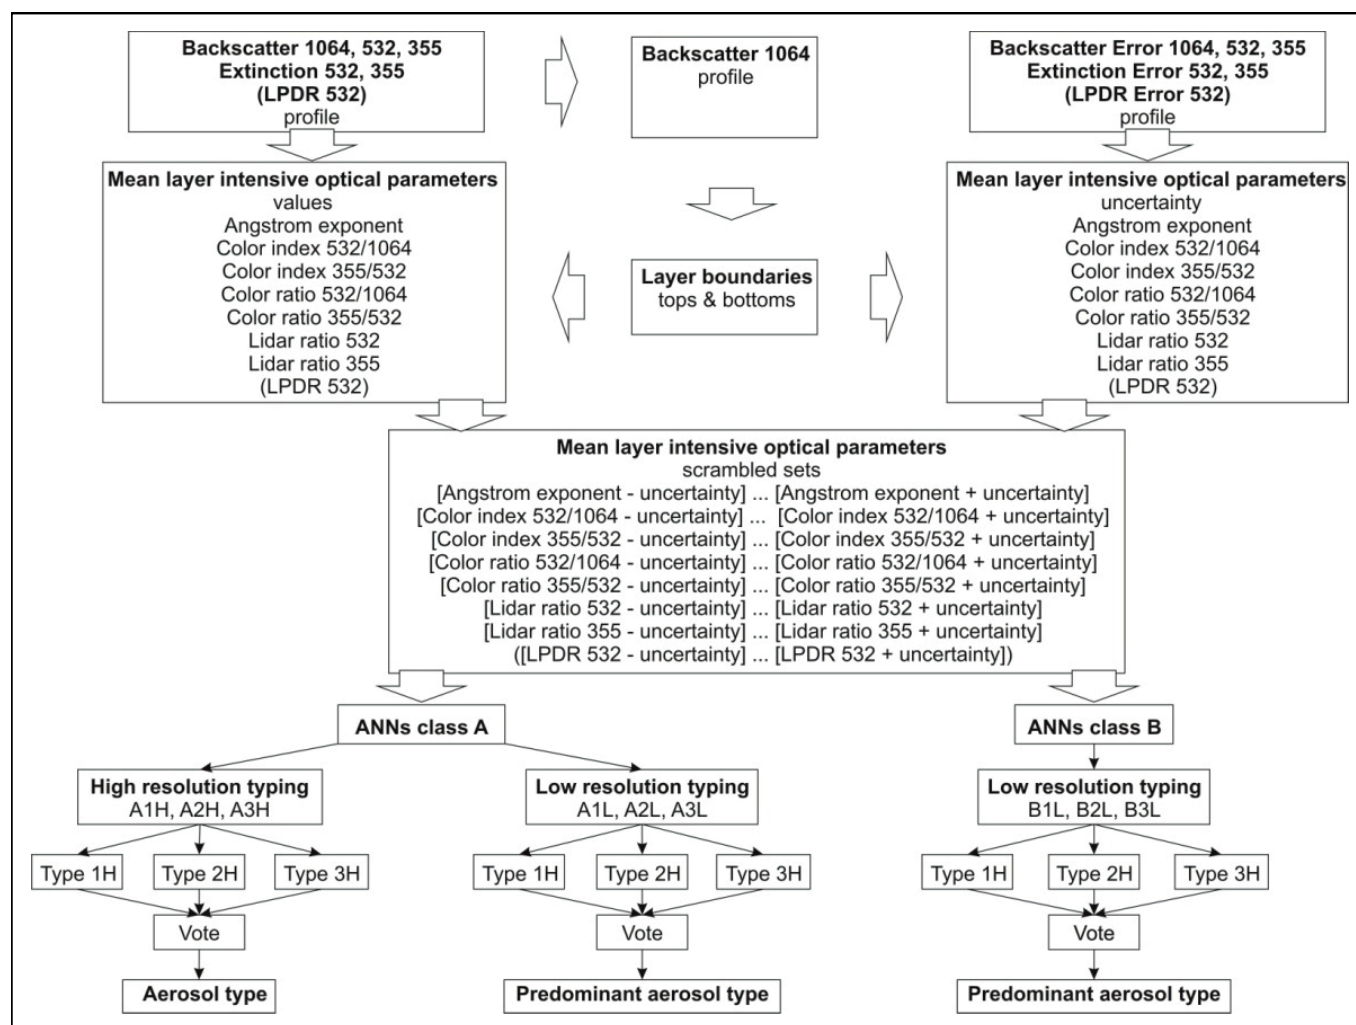 Backscatter 1064, 532, 355
Extinction 532, 355
(LPDR 532)
profile
Backscatter 1064
profile
Backscatter Error 1064, 532, 355
Extinction Error 532, 355
(LPDR Error 532)
profile
Mean layer intensive optical parameters
values
Angstrom exponent
Color index 532/1064
Color index 355/532
Color ratio 532/1064
Color ratio 355/532
Lidar ratio 532
Lidar ratio 355
(LPDR 532)
Layer boundaries
tops & bottoms
Mean layer intensive optical parameters
uncertainty
Angstrom exponent
Color index 532/1064
Color index 355/532
Color ratio 532/1064
Color ratio 355/532
Lidar ratio 532
Lidar ratio 355
(LPDR 532)
Mean layer intensive optical parameters
scrambled sets
[Angstrom exponent - uncertainty] ... [Angstrom exponent + uncertainty]
[Color index 532/1064 - uncertainty] ... [Color index 532/1064 + uncertainty]
[Color index 355/532 - uncertainty] ... [Color index 355/532 + uncertainty]
[Color ratio 532/1064 - uncertainty] ... [Color ratio 532/1064 + uncertainty]
[Color ratio 355/532 - uncertainty] ... [Color ratio 355/532 + uncertainty]
[Lidar ratio 532 - uncertainty] ... [Lidar ratio 532 + uncertainty]
[Lidar ratio 355 - uncertainty] ... [Lidar ratio 355 + uncertainty]
([LPDR 532 - uncertainty] ... [LPDR 532 + uncertainty])
ANNs class A
ANNs class B
High resolution typing
A1H, A2H, A3H
Low resolution typing
A1L, A2L, A3L
Low resolution typing
B1L, B2L, B3L
Type 1H
Type 2H
Type 3H
Type 1H
Type 2H
Type 3H
Type 1H
Type 2H
Type 3H
Vote
Vote
Vote
Aerosol type
Predominant aerosol type
Predominant aerosol type